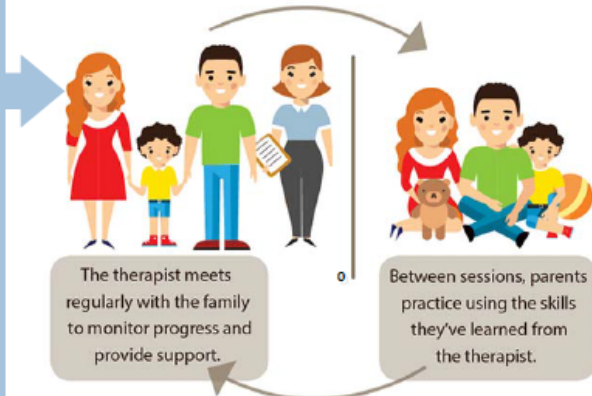 The therapist meets
regularly with the family
to monitor progress and
provide support.
o
Between sessions, parents
practice using the skills
they've learned from
the therapist.